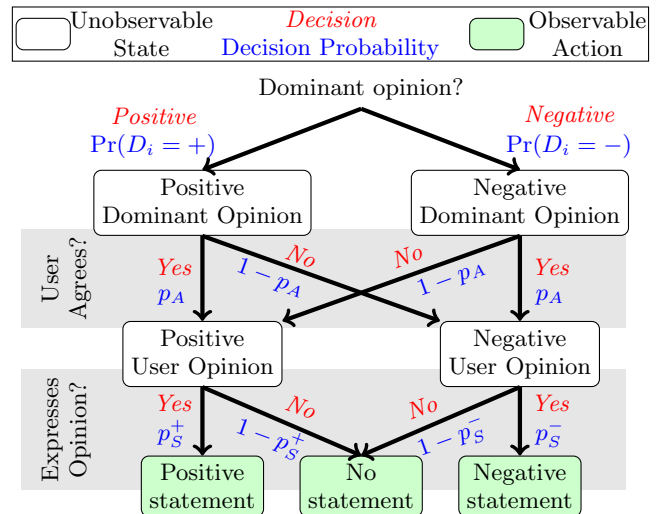 Unobservable State
Decision
Decision Probability
Observable Action
Dominant opinion?
Positive
Pr(D_i = +)
Negative
Pr(D_i = −)
Positive
Dominant Opinion
Negative
Dominant Opinion
User
Agrees?
Yes
p_A
No
1 − p_A
No
1 − p_A
Yes
p_A
Positive
User Opinion
Negative
User Opinion
Expresses
Opinion?
Yes
p_S^+
No
1 − p_S^+
No
1 − p_S^−
Yes
p_S^−
Positive
statement
No
statement
Negative
statement